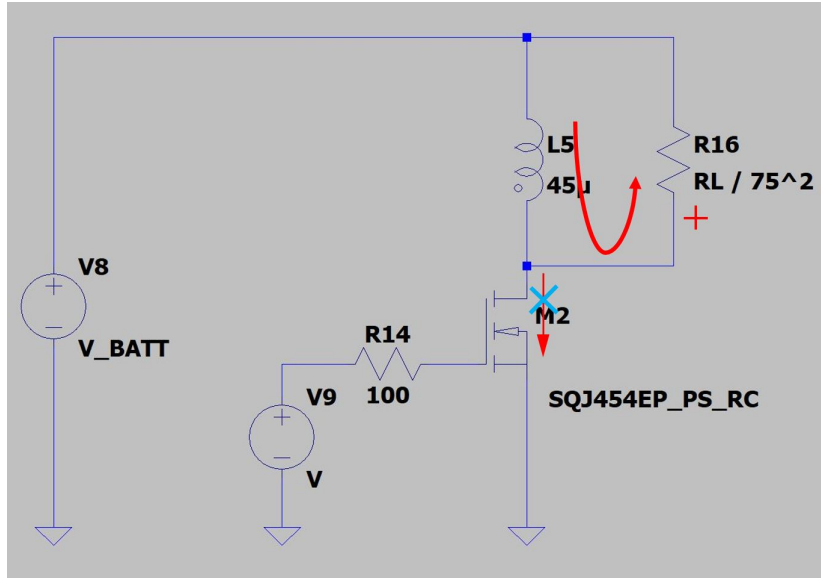 L5
45µ
R16
RL / 75^2
+
V8
+
−
V_BATT
M2
R14
100
V9
+
−
V
SQJ454EP_PS_RC